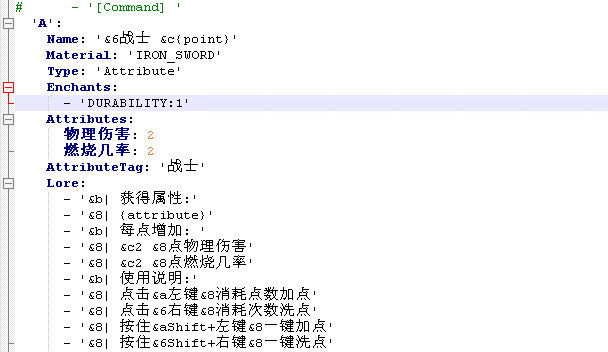 #      - '[Command] '
'A':
Name: '&6战士 &c{point}'
Material: 'IRON_SWORD'
Type: 'Attribute'
Enchants:
- 'DURABILITY:1'
Attributes:
物理伤害: 2
燃烧几率: 2
AttributeTag: '战士'
Lore:
- '&b| 获得属性:'
- '&8| {attribute}'
- '&b| 每点增加: '
- '&8| &c2 &8点物理伤害'
- '&8| &c2 &8点燃烧几率'
- '&b| 使用说明:'
- '&8| 点击&a左键&8消耗点数加点'
- '&8| 点击&6右键&8消耗次数洗点'
- '&8| 按住&aShift+左键&8一键加点'
- '&8| 按住&6Shift+右键&8一键洗点'